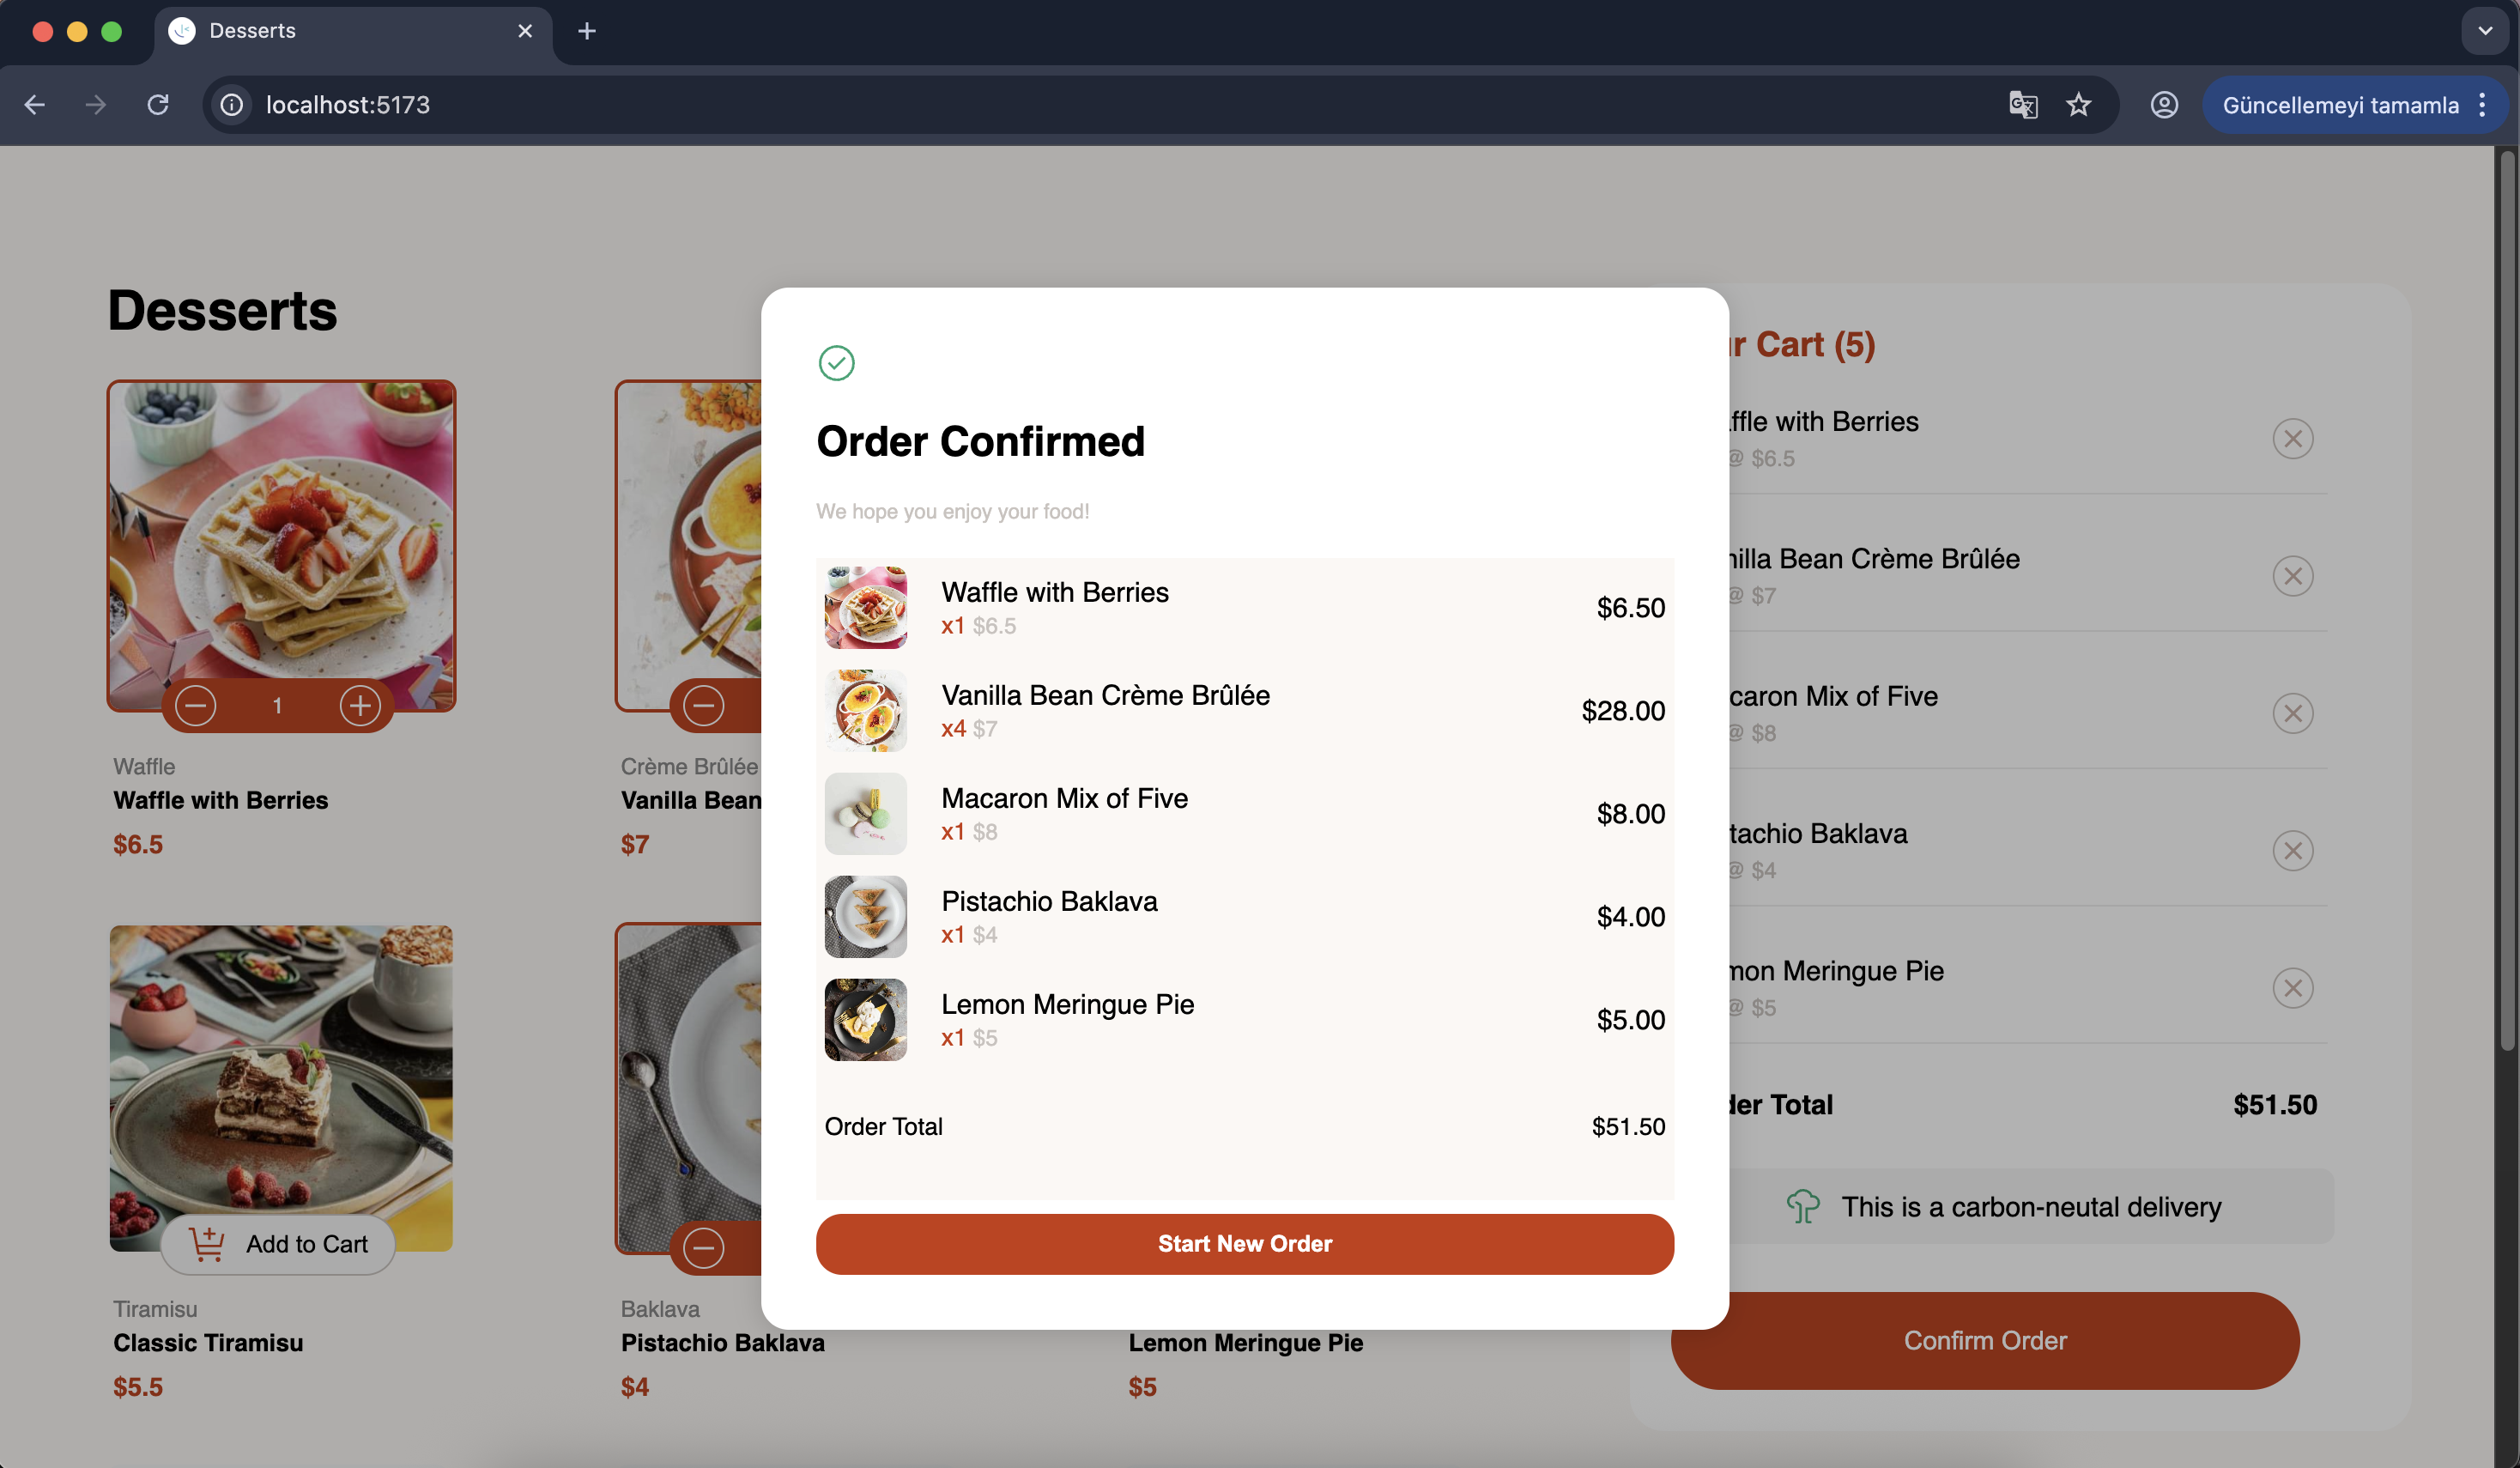 Desserts
localhost:5173
Güncellemeyi tamamla
Desserts
1
Waffle
Waffle with Berries
$6.5
Crème Brûlée
Vanilla Bean
$7
Add to Cart
Tiramisu
Classic Tiramisu
$5.5
Baklava
Pistachio Baklava
$4
Lemon Meringue Pie
$5
Order Confirmed
We hope you enjoy your food!
Waffle with Berries
x1 $6.5
$6.50
Vanilla Bean Crème Brûlée
x4 $7
$28.00
Macaron Mix of Five
x1 $8
$8.00
Pistachio Baklava
x1 $4
$4.00
Lemon Meringue Pie
x1 $5
$5.00
Order Total
$51.50
Start New Order
Cart (5)
with Berries
@ $6.5
Bean Crème Brûlée
@ $7
Mix of Five
@ $8
Baklava
@ $4
Meringue Pie
@ $5
Total
$51.50
This is a carbon-neutal delivery
Confirm Order